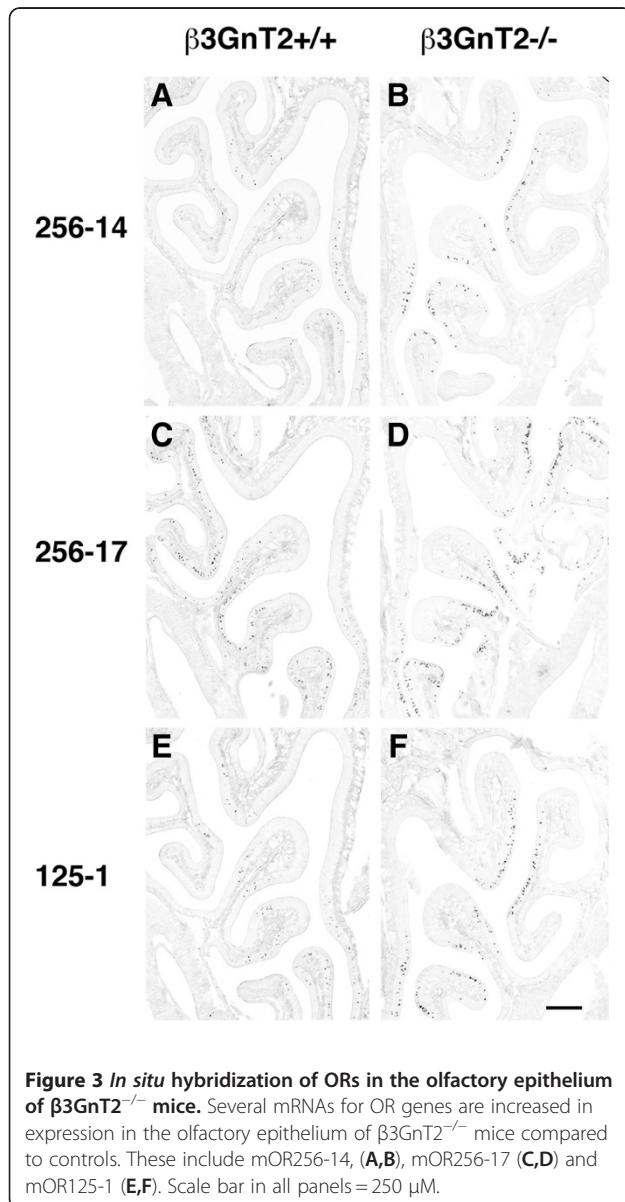 β3GnT2+/+ β3GnT2-/-
A B
256-14
C D
256-17
E F
125-1
Figure 3 In situ hybridization of ORs in the olfactory epithelium
of β3GnT2−/− mice. Several mRNAs for OR genes are increased in
expression in the olfactory epithelium of β3GnT2−/− mice compared
to controls. These include mOR256-14, (A,B), mOR256-17 (C,D) and
mOR125-1 (E,F). Scale bar in all panels = 250 μM.